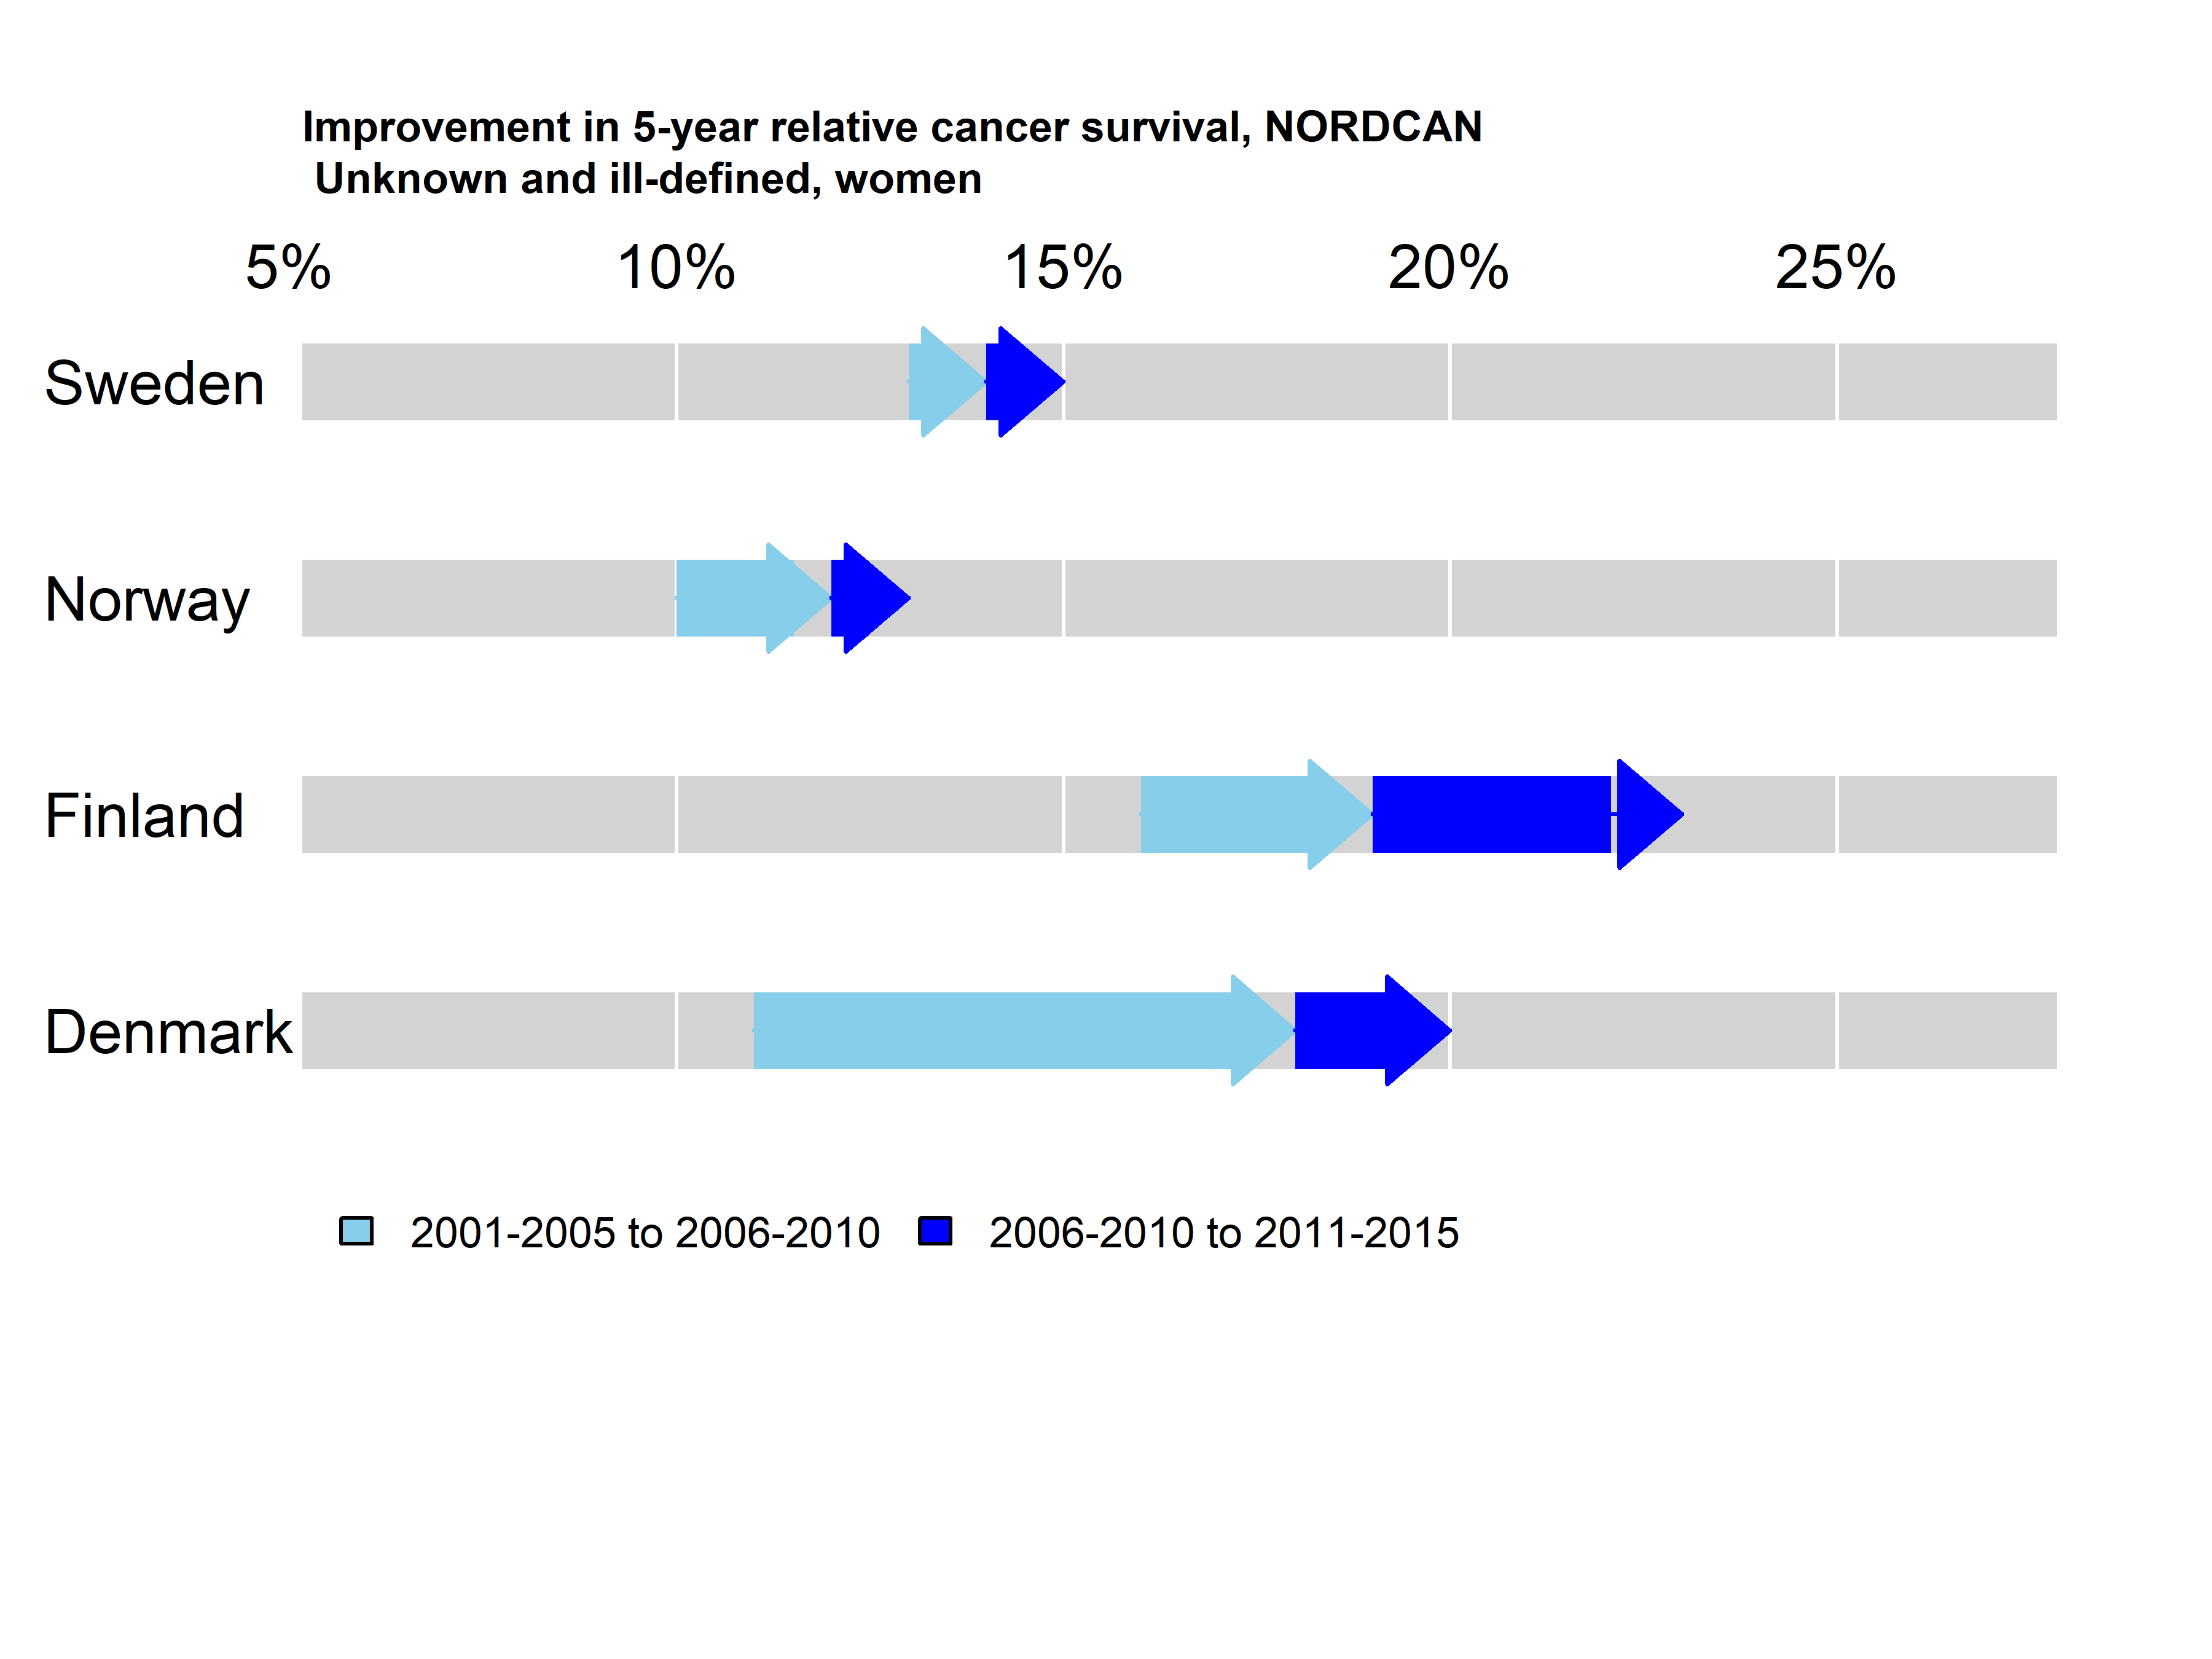 Improvement in 5-year relative cancer survival, NORDCAN
Unknown and ill-defined, women
5% 10% 15% 20% 25%
Sweden
Norway
Finland
Denmark
2001-2005 to 2006-2010 2006-2010 to 2011-2015